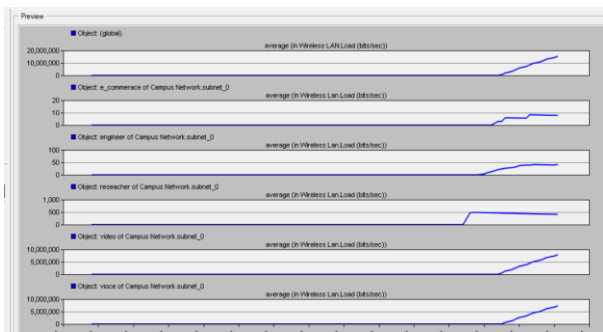 Preview
Object: (global)
average (in Wireless LAN.Load (bits/sec))
20,000,000
10,000,000
0
Object: e_commerace of Campus Network.subnet_0
average (in Wireless Lan.Load (bits/sec))
20
10
0
Object: engineer of Campus Network.subnet_0
average (in Wireless Lan.Load (bits/sec))
100
50
0
Object: reseacher of Campus Network.subnet_0
average (in Wireless Lan.Load (bits/sec))
1,000
500
0
Object: video of Campus Network.subnet_0
average (in Wireless Lan.Load (bits/sec))
10,000,000
5,000,000
0
Object: vioce of Campus Network.subnet_0
average (in Wireless Lan.Load (bits/sec))
10,000,000
5,000,000
0